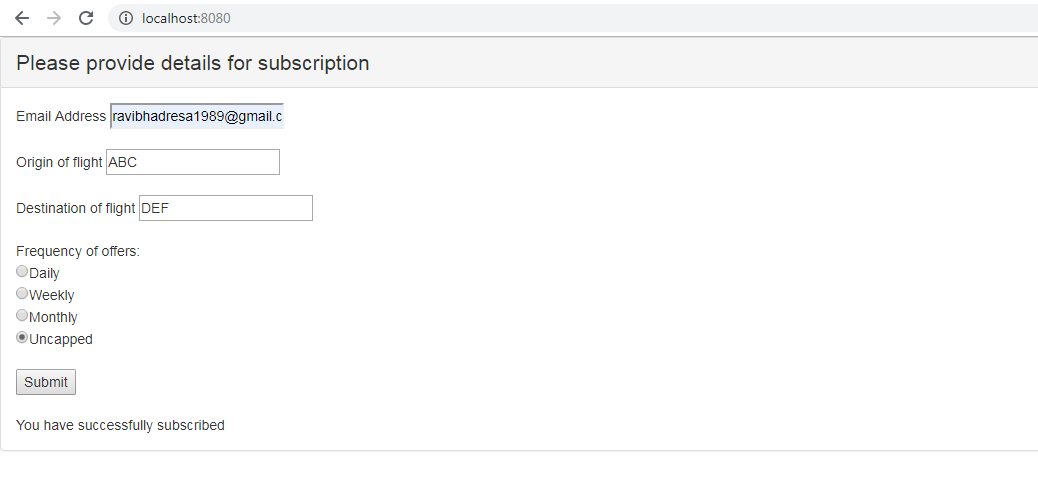 localhost:8080
Please provide details for subscription
Email Address ravibhadresa1989@gmail.c
Origin of flight ABC
Destination of flight DEF
Frequency of offers:
Daily
Weekly
Monthly
Uncapped
Submit
You have successfully subscribed